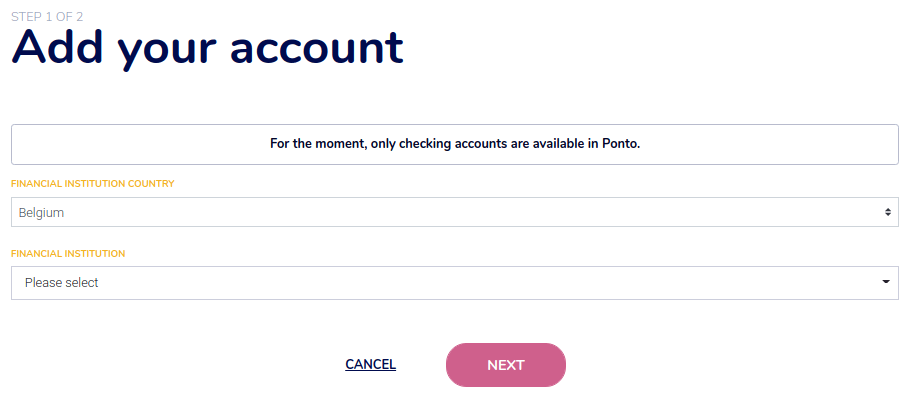 STEP 1 OF 2
Add your account
For the moment, only checking accounts are available in Ponto.
FINANCIAL INSTITUTION COUNTRY
Belgium
FINANCIAL INSTITUTION
Please select
CANCEL NEXT